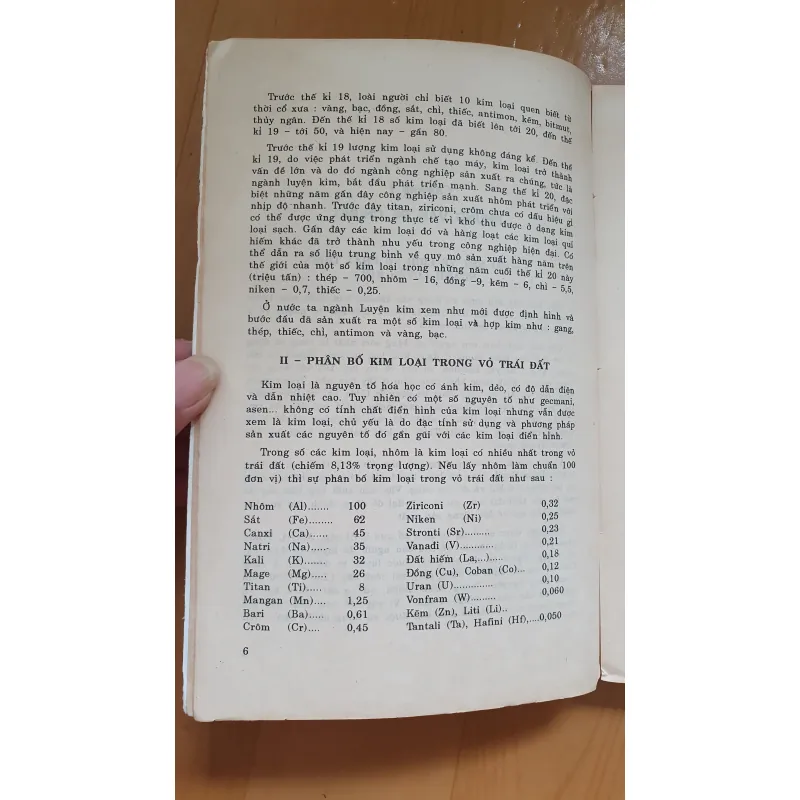 Trước thế kỉ 18, loài người chỉ biết 10 kim loại quen biết từ
thời cổ xưa : vàng, bạc, đồng, sắt, chì, thiếc, antimon, kẽm, bitmut,
thủy ngân. Đến thế kỉ 18 số kim loại đã biết lên tới 20, đến thế
kỉ 19 – tới 50, và hiện nay – gần 80.
Trước thế kỉ 19 lượng kim loại sử dụng không đáng kể. Đến thế
kỉ 19, do việc phát triển ngành chế tạo máy, kim loại trở thành
vấn đề lớn và do đó ngành công nghiệp sản xuất ra chúng, tức là
ngành luyện kim, bắt đầu phát triển mạnh. Sang thế kỉ 20, đặc
biệt những năm gần đây công nghiệp sản xuất nhôm phát triển với
nhịp độ nhanh. Trước đây titan, ziriconi, crôm chưa có dấu hiệu gì
có thể được ứng dụng trong thực tế vì khó thu được ở dạng kim
loại sạch. Gần đây các kim loại đó và hàng loạt các kim loại quí
hiếm khác đã trở thành nhu yếu trong công nghiệp hiện đại. Có
thể dẫn ra số liệu trung bình về quy mô sản xuất hàng năm trên
thế giới của một số kim loại trong những năm cuối thế kỉ 20 này
(triệu tấn) : thép – 700, nhôm – 16, đồng –9, kẽm – 6, chì – 5,5,
niken – 0,7, thiếc – 0,25.
Ở nước ta ngành Luyện kim xem như mới được định hình và
bước đầu đã sản xuất ra một số kim loại và hợp kim như : gang,
thép, thiếc, chì, antimon và vàng, bạc.
II – PHÂN BỐ KIM LOẠI TRONG VỎ TRÁI ĐẤT
Kim loại là nguyên tố hóa học có ánh kim, dẻo, có độ dẫn điện
và dẫn nhiệt cao. Tuy nhiên có một số nguyên tố như gecmani,
asen... không có tính chất điển hình của kim loại nhưng vẫn được
xem là kim loại, chủ yếu là do đặc tính sử dụng và phương pháp
sản xuất các nguyên tố đó gần gũi với các kim loại điển hình.
Trong số các kim loại, nhôm là kim loại có nhiều nhất trong vỏ
trái đất (chiếm 8,13% trọng lượng). Nếu lấy nhôm làm chuẩn 100
đơn vị) thì sự phân bố kim loại trong vỏ trái đất như sau :
Nhôm (Al)....... 100
Sắt (Fe)........ 62
Canxi (Ca)...... 45
Natri (Na)...... 35
Kali (K)....... 32
Mage (Mg)..... 26
Titan (Ti)..... 8
Mangan (Mn).... 1,25
Bari (Ba)..... 0,61
Crôm (Cr).... 0,45
Ziriconi (Zr) 0,32
Niken (Ni) 0,25
Stronti (Sr)......... 0,23
Vanađi (V)............ 0,21
Đất hiếm (La,...)..... 0,18
Đồng (Cu), Coban (Co)... 0,12
Uran (U).............. 0,10
Vonfram (W)......... 0,060
Kẽm (Zn), Liti (Li)..
Tantali (Ta), Hafini (Hf),....0,050
6